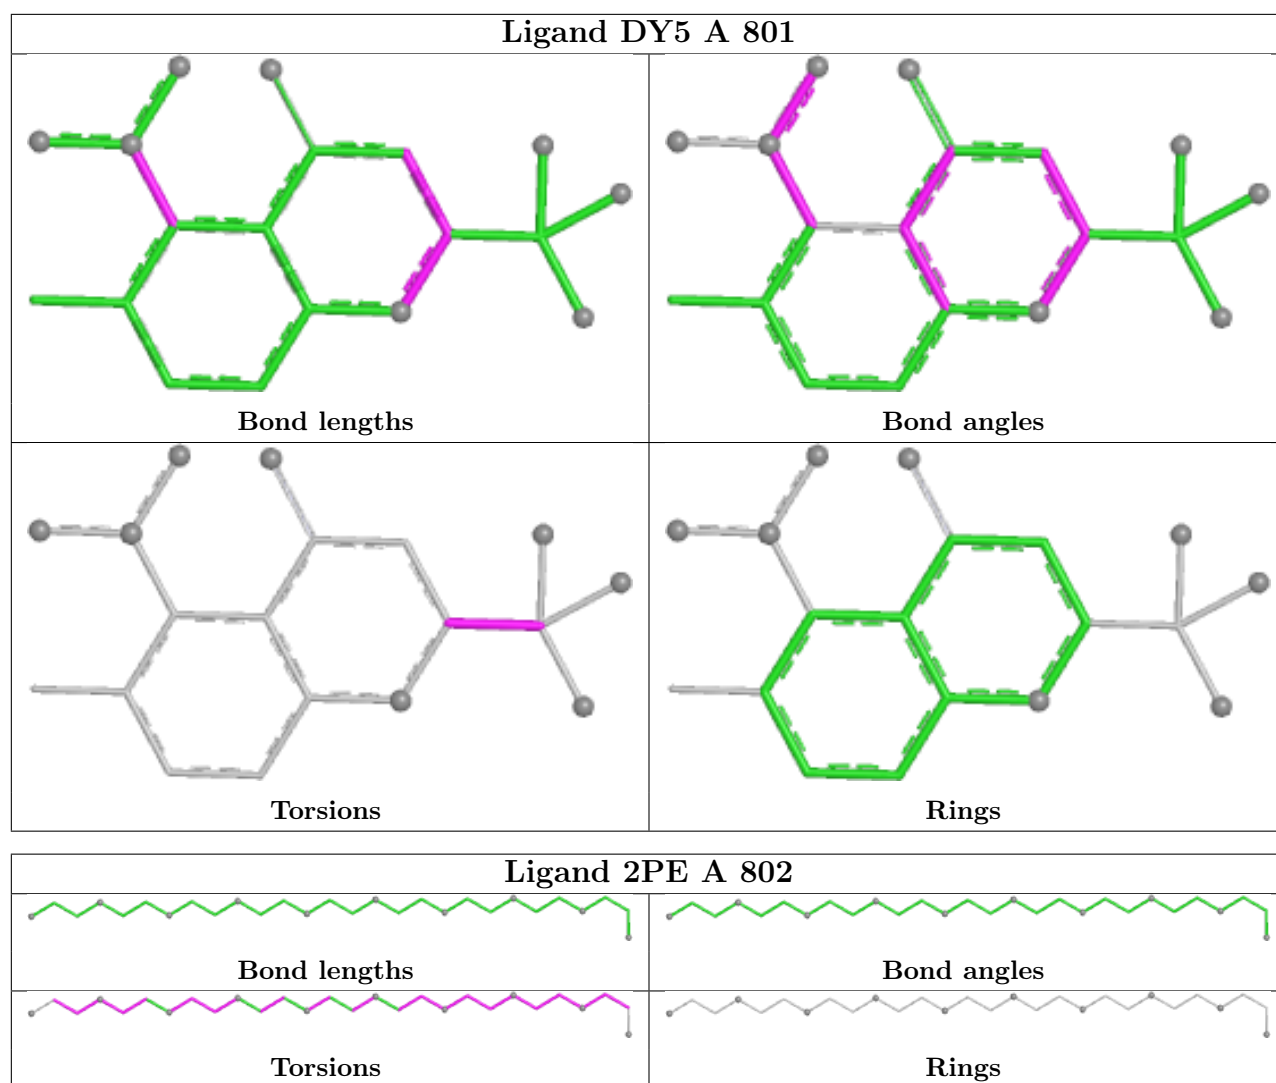 Ligand DY5 A 801
Bond lengths
Bond angles
Torsions
Rings
Ligand 2PE A 802
Bond lengths
Bond angles
Torsions
Rings